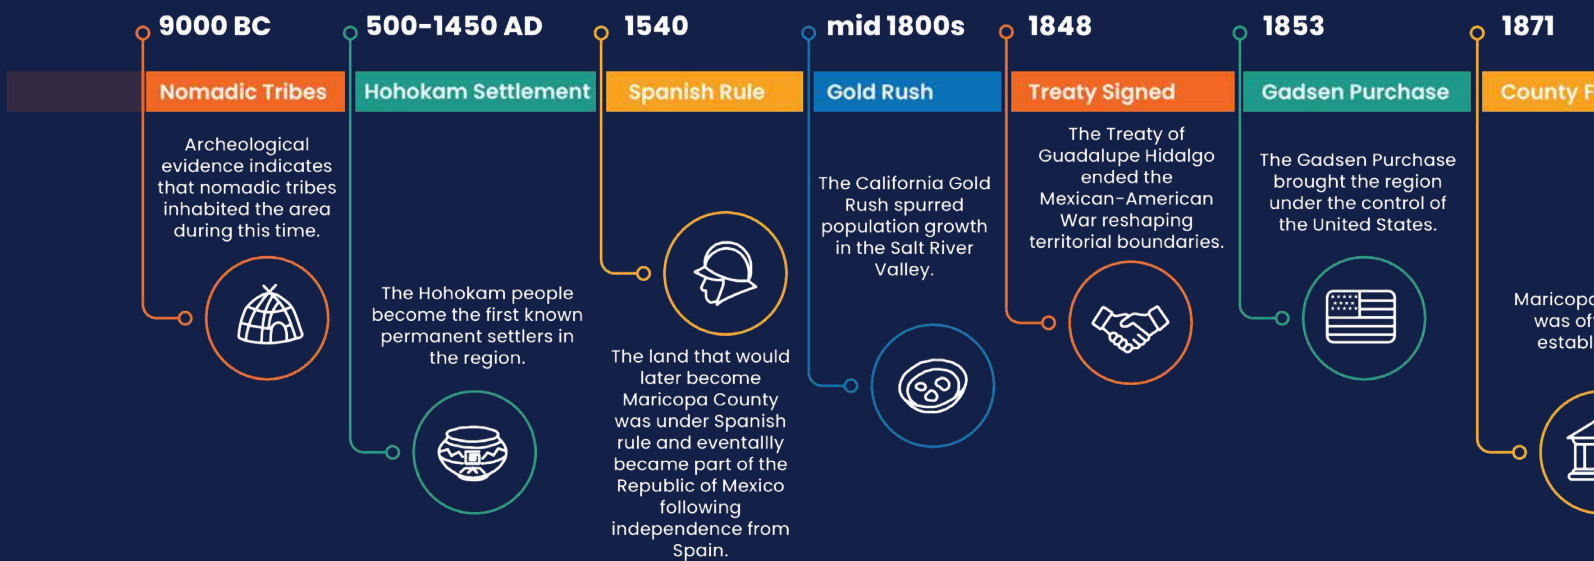 9000 BC
Nomadic Tribes
Archeological
evidence indicates
that nomadic tribes
inhabited the area
during this time.
500-1450 AD
Hohokam Settlement
The Hohokam people
become the first known
permanent settlers in
the region.
1540
Spanish Rule
The land that would
later become
Maricopa County
was under Spanish
rule and eventallly
became part of the
Republic of Mexico
following
independence from
Spain.
mid 1800s
Gold Rush
The California Gold
Rush spurred
population growth
in the Salt River
Valley.
1848
Treaty Signed
The Treaty of
Guadalupe Hidalgo
ended the
Mexican-American
War reshaping
territorial boundaries.
1853
Gadsen Purchase
The Gadsen Purchase
brought the region
under the control of
the United States.
1871
County
Maricopa
was